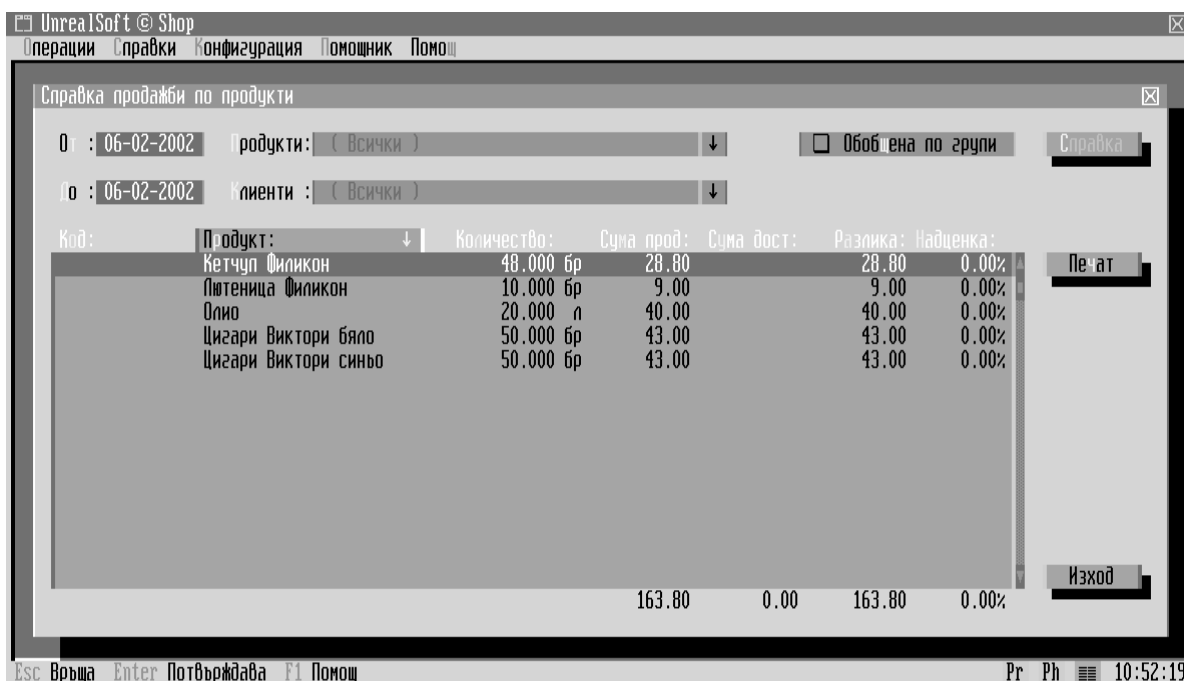 UnrealSoft © Shop
Операции Справки Конфигурация Помощник Помощ
Справка продажби по продукти
От : 06-02-2002 Продукти: ( Всички ) ↓ Обобщена по групи Справка
До : 06-02-2002 Клиенти : ( Всички ) ↓
Код: Продукт: ↓ Количество: Сума прод: Сума дост: Разлика: Надценка:
Кетчуп Филикон 48.000 бр 28.80 28.80 0.00% Печат
Лютеница Филикон 10.000 бр 9.00 9.00 0.00%
Олио 20.000 л 40.00 40.00 0.00%
Цигари Виктори бяло 50.000 бр 43.00 43.00 0.00%
Цигари Виктори синьо 50.000 бр 43.00 43.00 0.00%
Изход
163.80 0.00 163.80 0.00%
Esc Връща Enter Потвърждава F1 Помощ Pr Ph 10:52:19